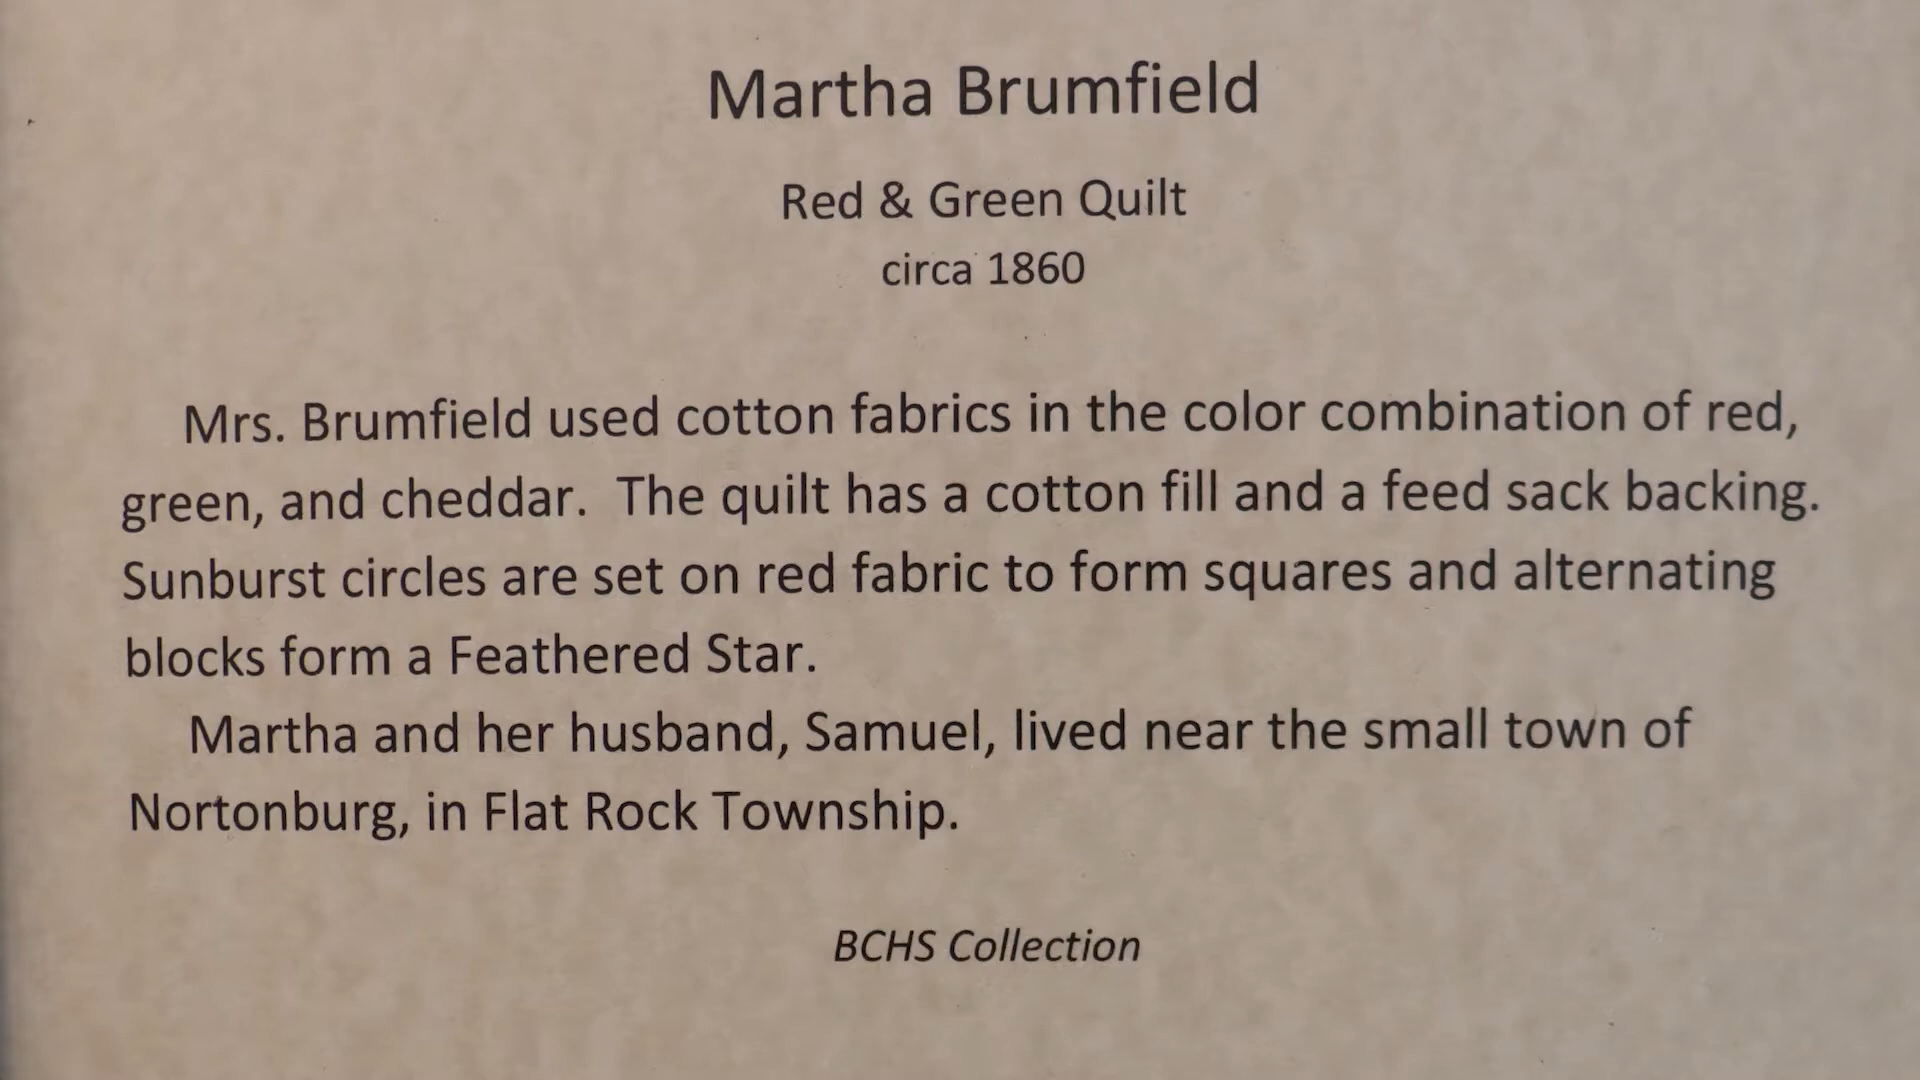 Martha Brumfield
Red & Green Quilt
circa 1860
Mrs. Brumfield used cotton fabrics in the color combination of red,
green, and cheddar.  The quilt has a cotton fill and a feed sack backing.
Sunburst circles are set on red fabric to form squares and alternating
blocks form a Feathered Star.
Martha and her husband, Samuel, lived near the small town of
Nortonburg, in Flat Rock Township.
BCHS Collection